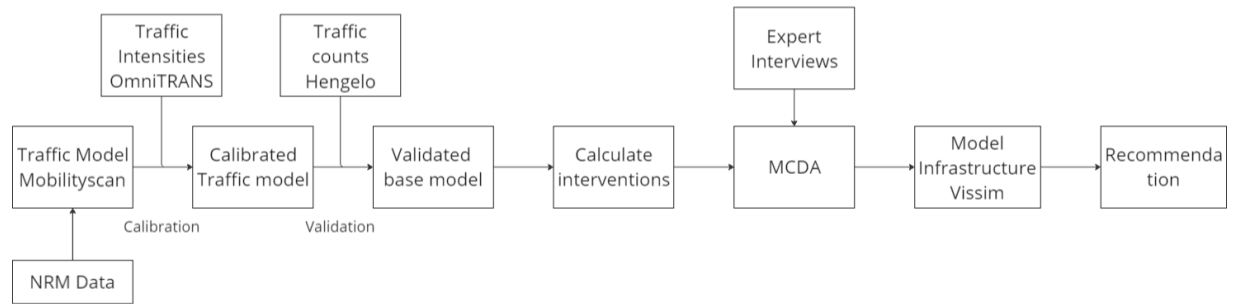 Traffic
Intensities
OmniTRANS
Traffic
counts
Hengelo
Expert
Interviews
Traffic Model
Mobilityscan
Calibrated
Traffic model
Validated
base model
Calculate
interventions
MCDA
Model
Infrastructure
Vissim
Recommenda
tion
Calibration
Validation
NRM Data